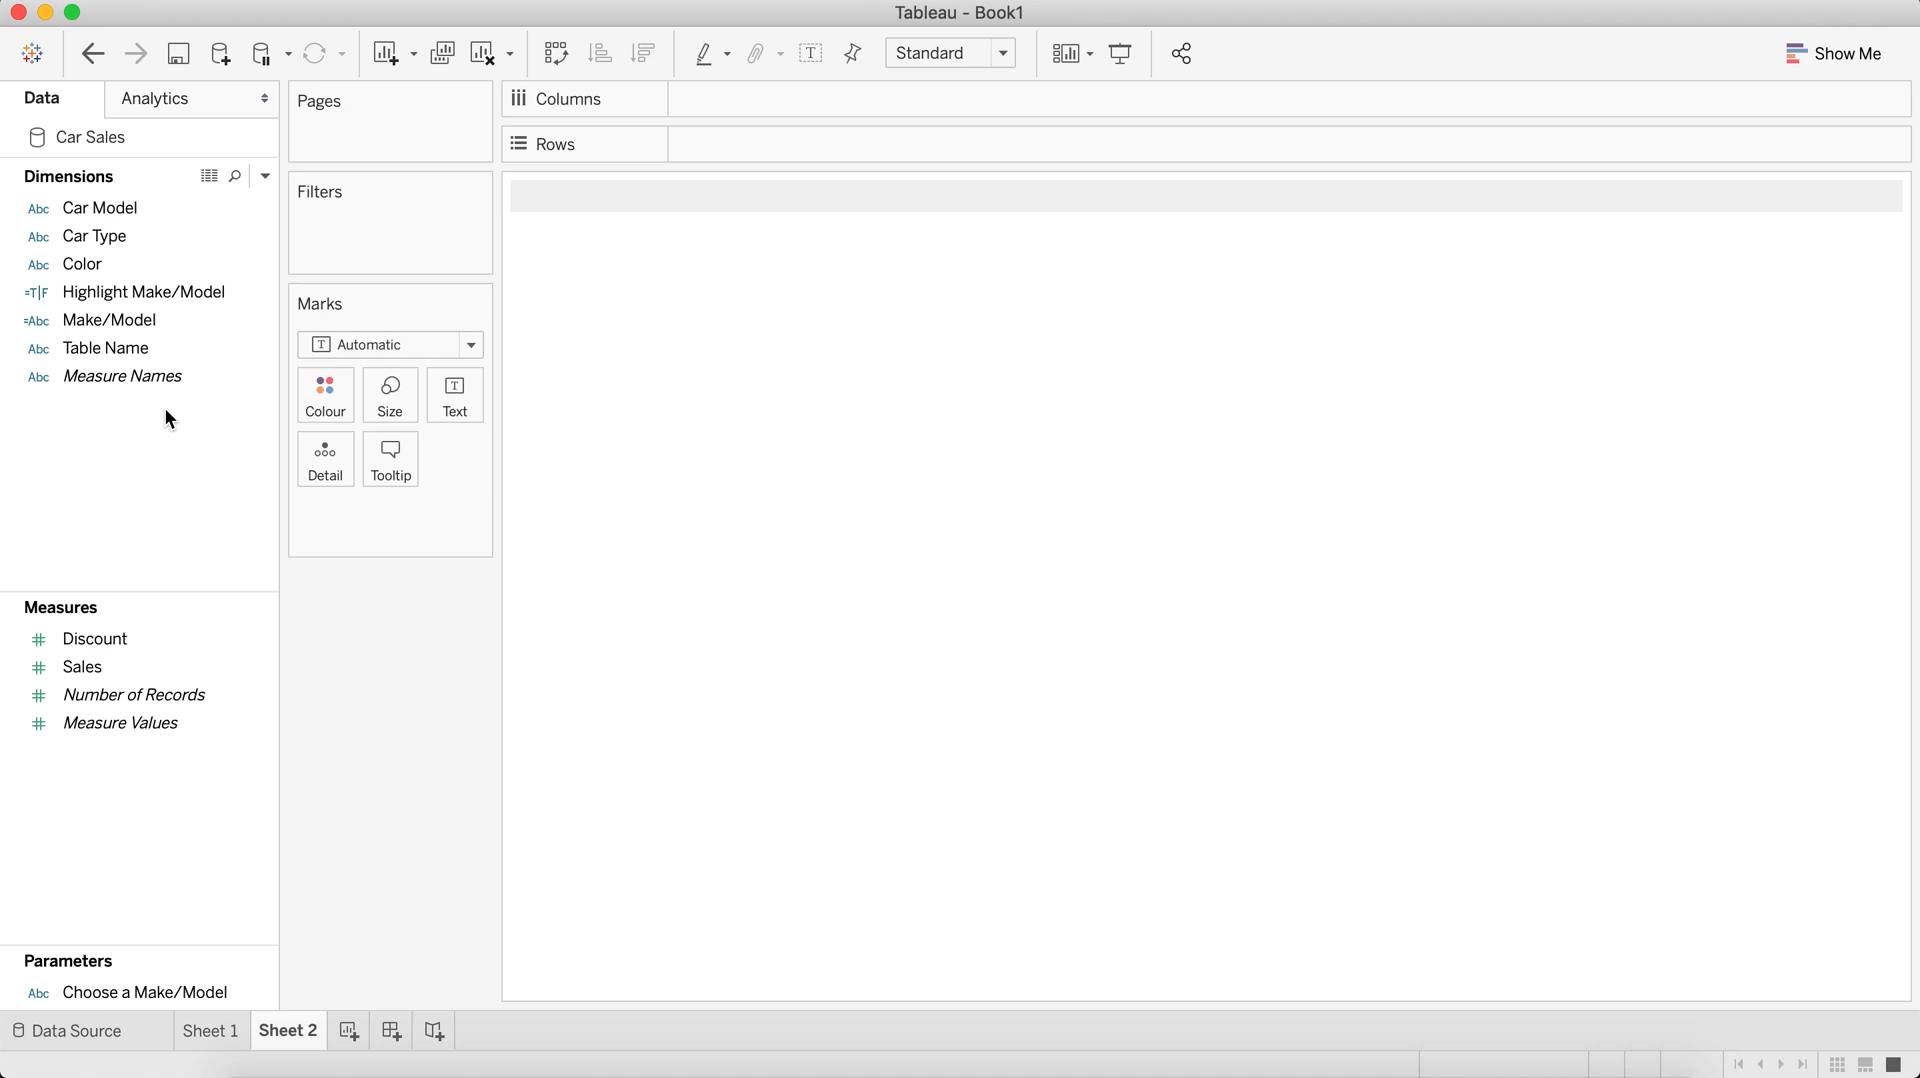 Tableau - Book1
Standard
Show Me
Data
Analytics
Car Sales
Dimensions
Abc Car Model
Abc Car Type
Abc Color
=T|F Highlight Make/Model
=Abc Make/Model
Abc Table Name
Abc Measure Names
Measures
# Discount
# Sales
# Number of Records
# Measure Values
Parameters
Abc Choose a Make/Model
Pages
Filters
Marks
T Automatic
Colour
Size
T Text
Detail
Tooltip
Columns
Rows
Data Source
Sheet 1
Sheet 2